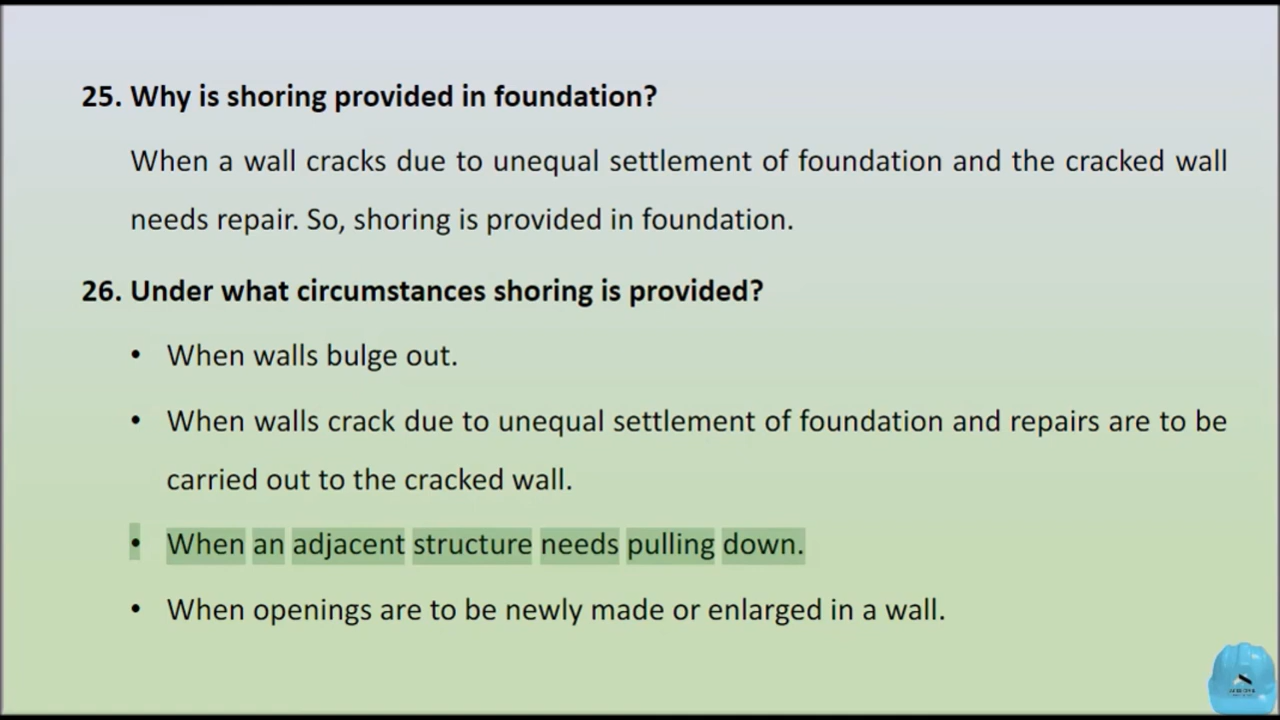 25. Why is shoring provided in foundation?
When a wall cracks due to unequal settlement of foundation and the cracked wall
needs repair. So, shoring is provided in foundation.
26. Under what circumstances shoring is provided?
• When walls bulge out.
• When walls crack due to unequal settlement of foundation and repairs are to be
carried out to the cracked wall.
• When an adjacent structure needs pulling down.
• When openings are to be newly made or enlarged in a wall.